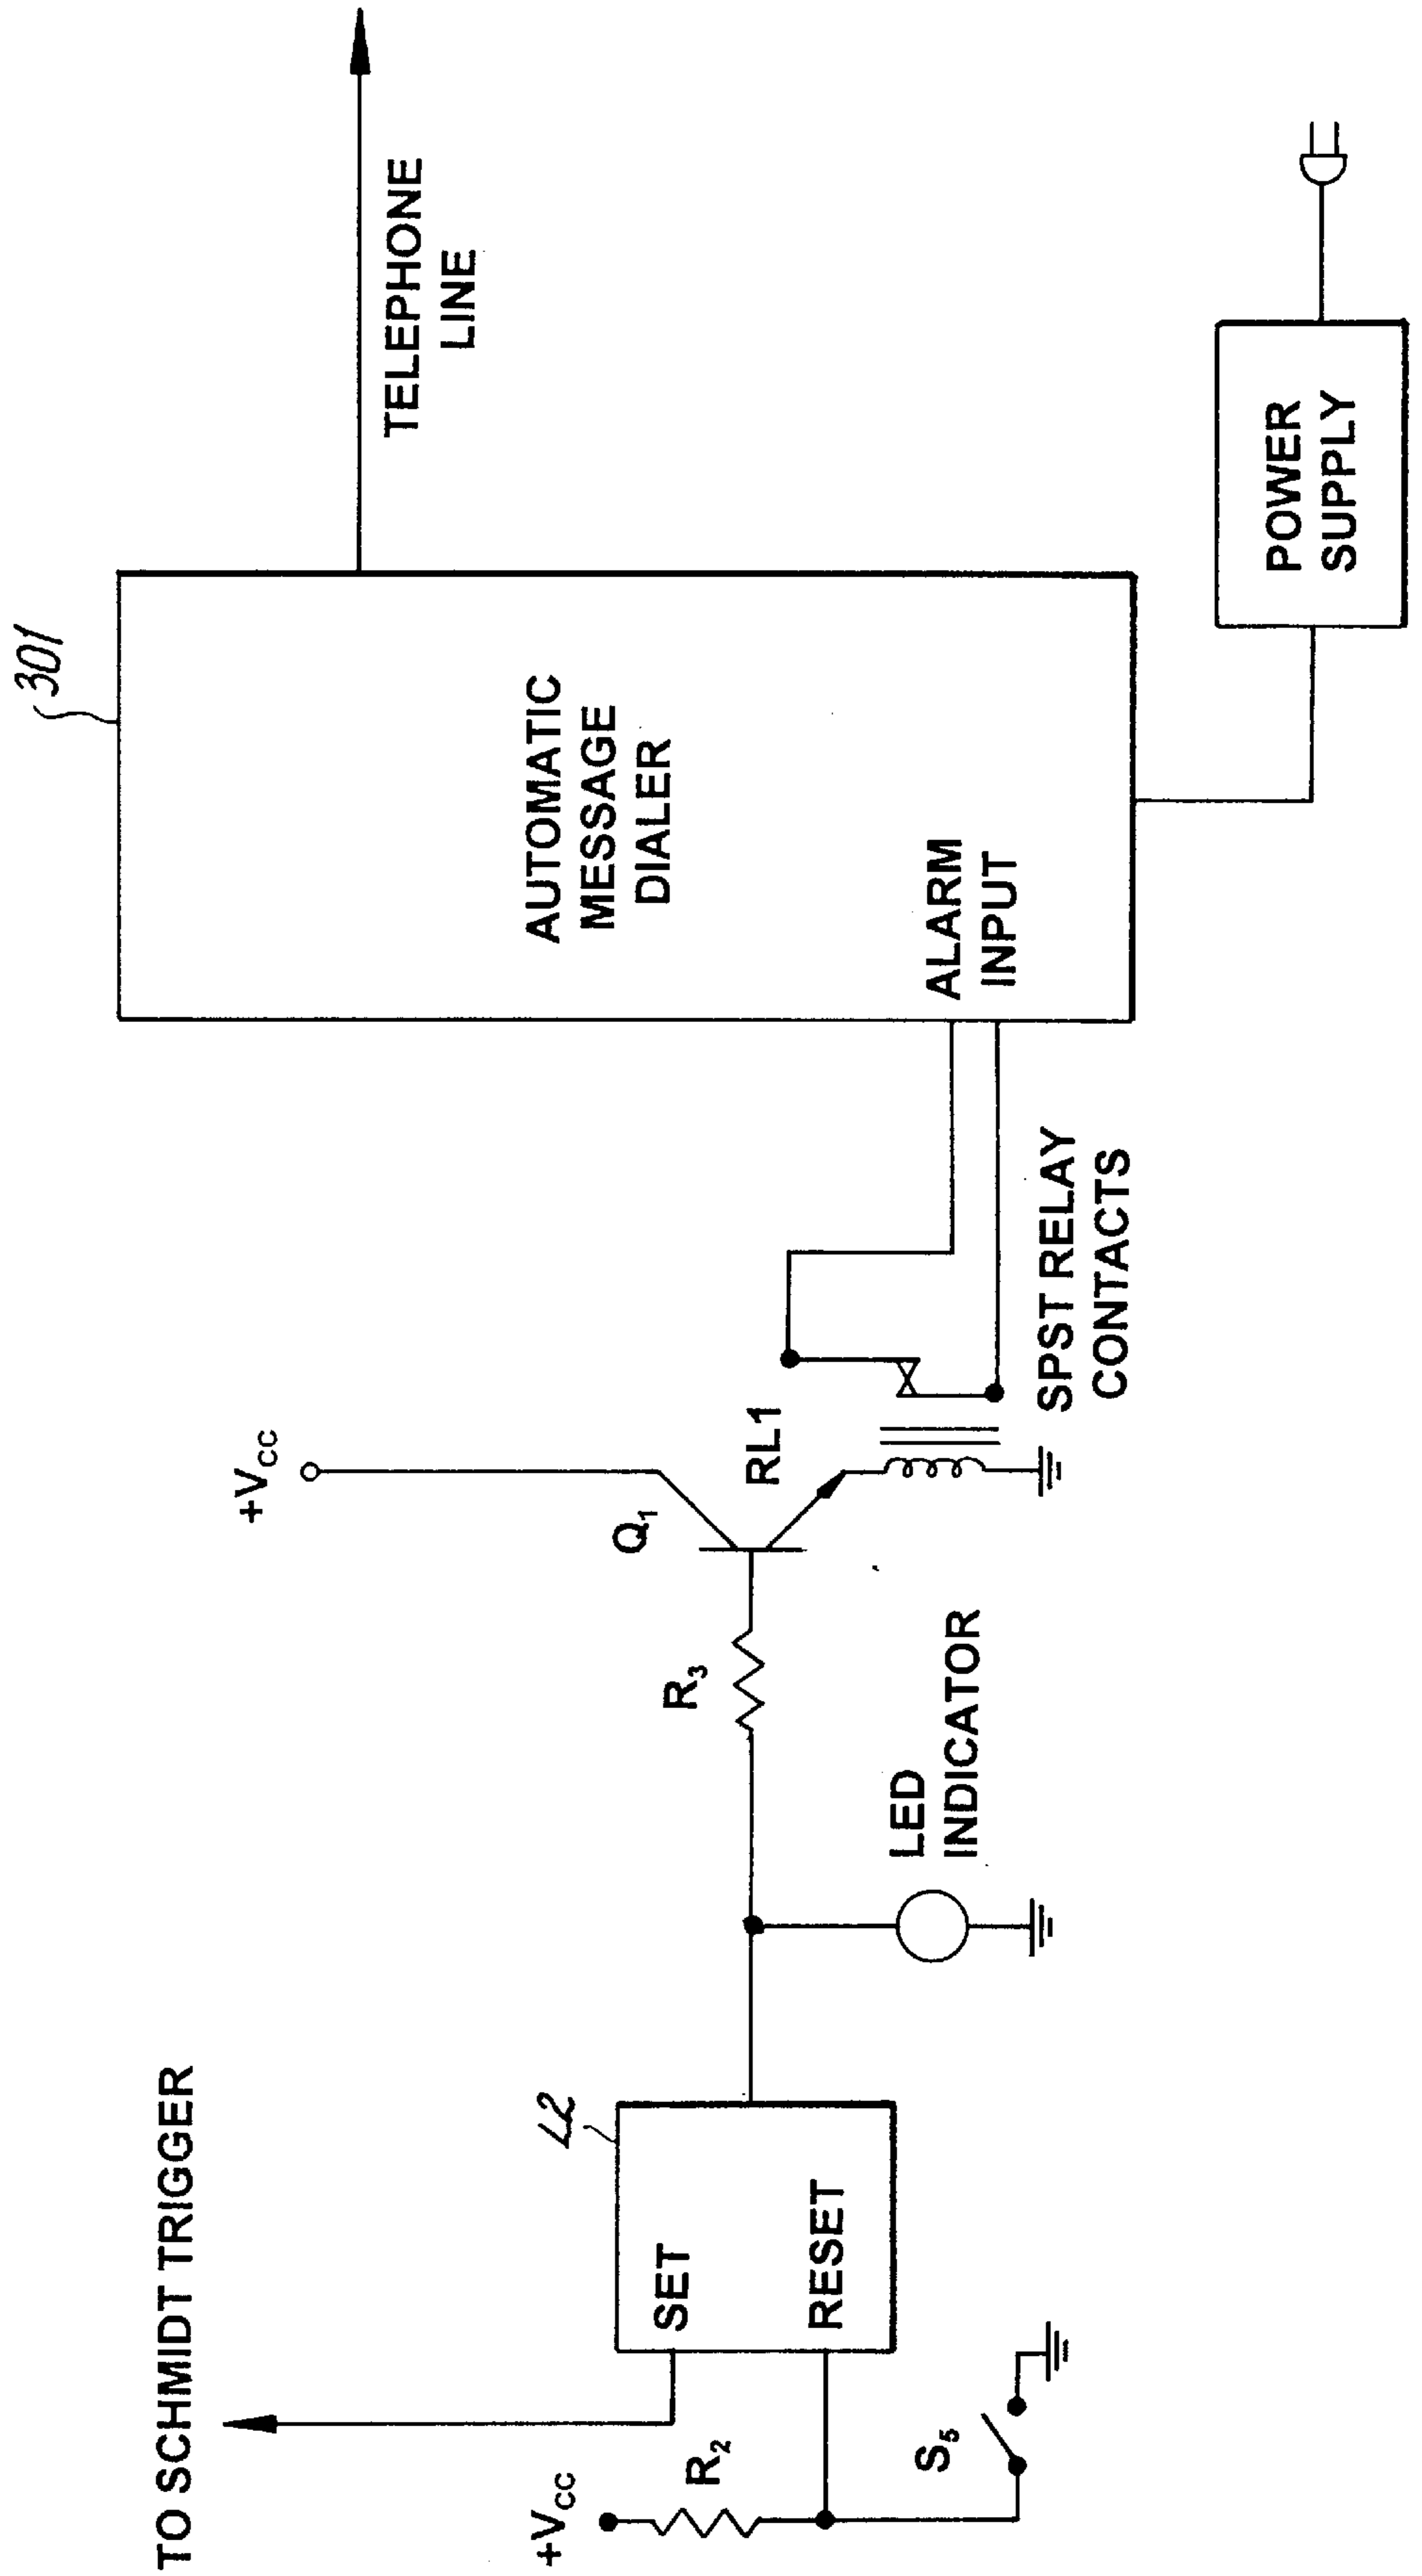 TO SCHMIDT TRIGGER
+VCC
R2
S5
SET
RESET
L2
LED
INDICATOR
R3
Q1
+VCC
RL1
SPST RELAY
CONTACTS
301
AUTOMATIC
MESSAGE
DIALER
ALARM
INPUT
TELEPHONE
LINE
POWER
SUPPLY